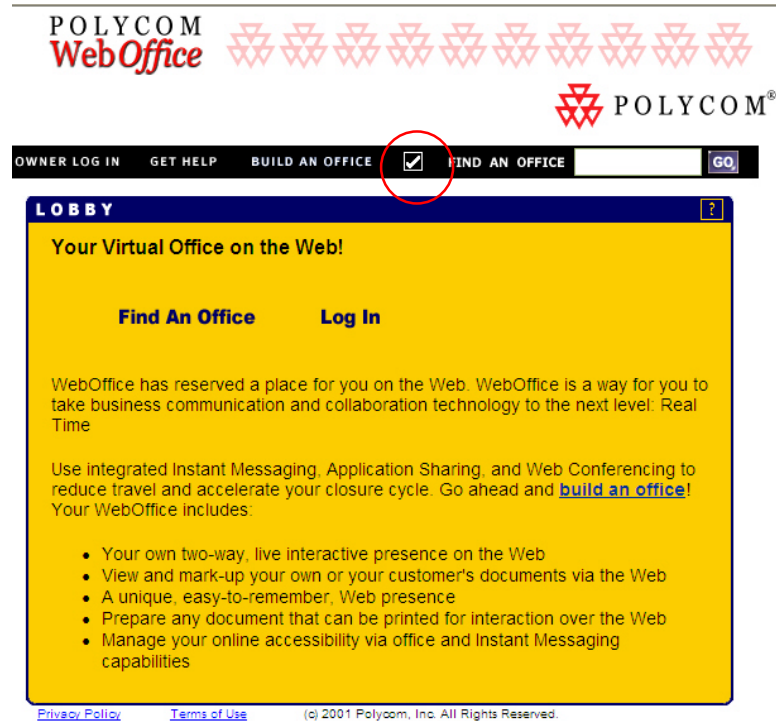 POLYCOM
WebOffice
POLYCOM®
OWNER LOG IN GET HELP BUILD AN OFFICE FIND AN OFFICE GO
LOBBY ?
Your Virtual Office on the Web!
Find An Office Log In
WebOffice has reserved a place for you on the Web. WebOffice is a way for you to
take business communication and collaboration technology to the next level: Real
Time
Use integrated Instant Messaging, Application Sharing, and Web Conferencing to
reduce travel and accelerate your closure cycle. Go ahead and build an office!
Your WebOffice includes:
• Your own two-way, live interactive presence on the Web
• View and mark-up your own or your customer's documents via the Web
• A unique, easy-to-remember, Web presence
• Prepare any document that can be printed for interaction over the Web
• Manage your online accessibility via office and Instant Messaging
capabilities
Privacy Policy Terms of Use (c) 2001 Polycom, Inc. All Rights Reserved.